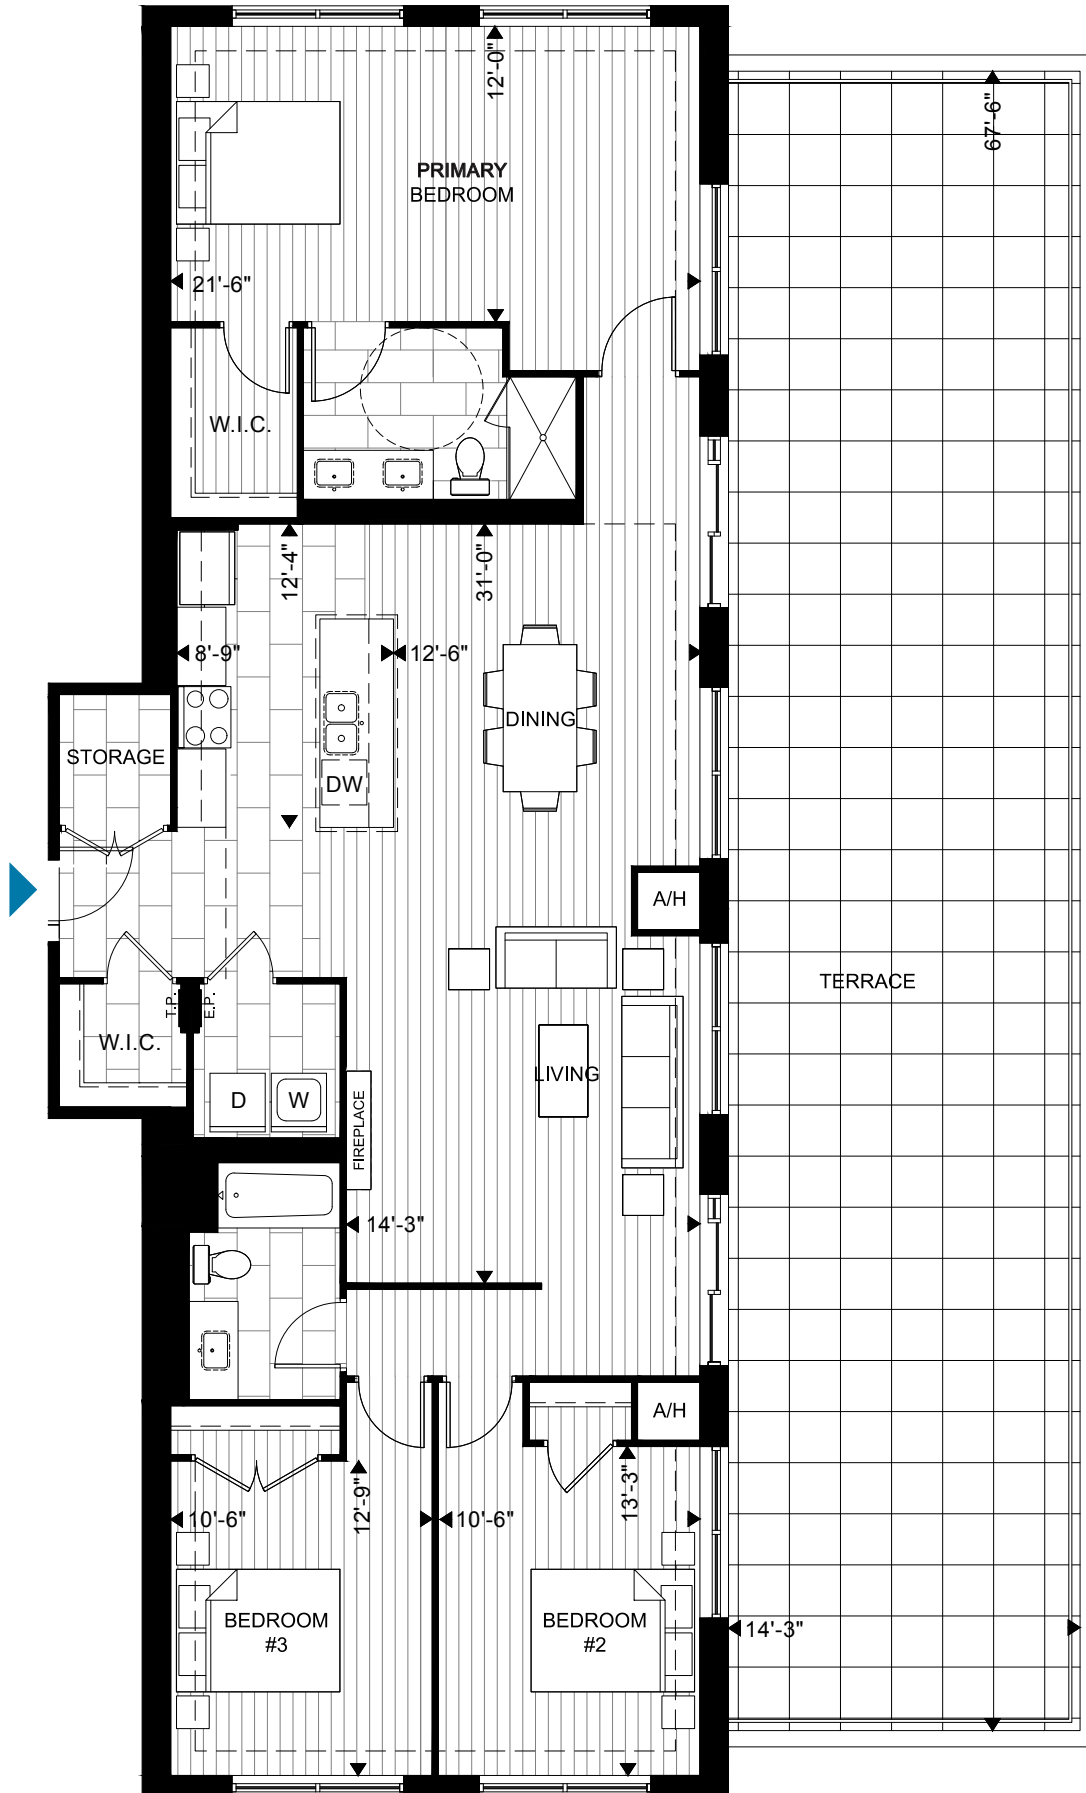 12'-0"
67'-6"
PRIMARY
BEDROOM
21'-6"
W.I.C.
12'-4"
31'-0"
8'-9"
12'-6"
DINING
STORAGE
DW
A/H
TERRACE
T.P.
E.P.
W.I.C.
LIVING
D
W
FIREPLACE
14'-3"
A/H
12'-9"
13'-3"
10'-6"
10'-6"
BEDROOM
#3
BEDROOM
#2
14'-3"